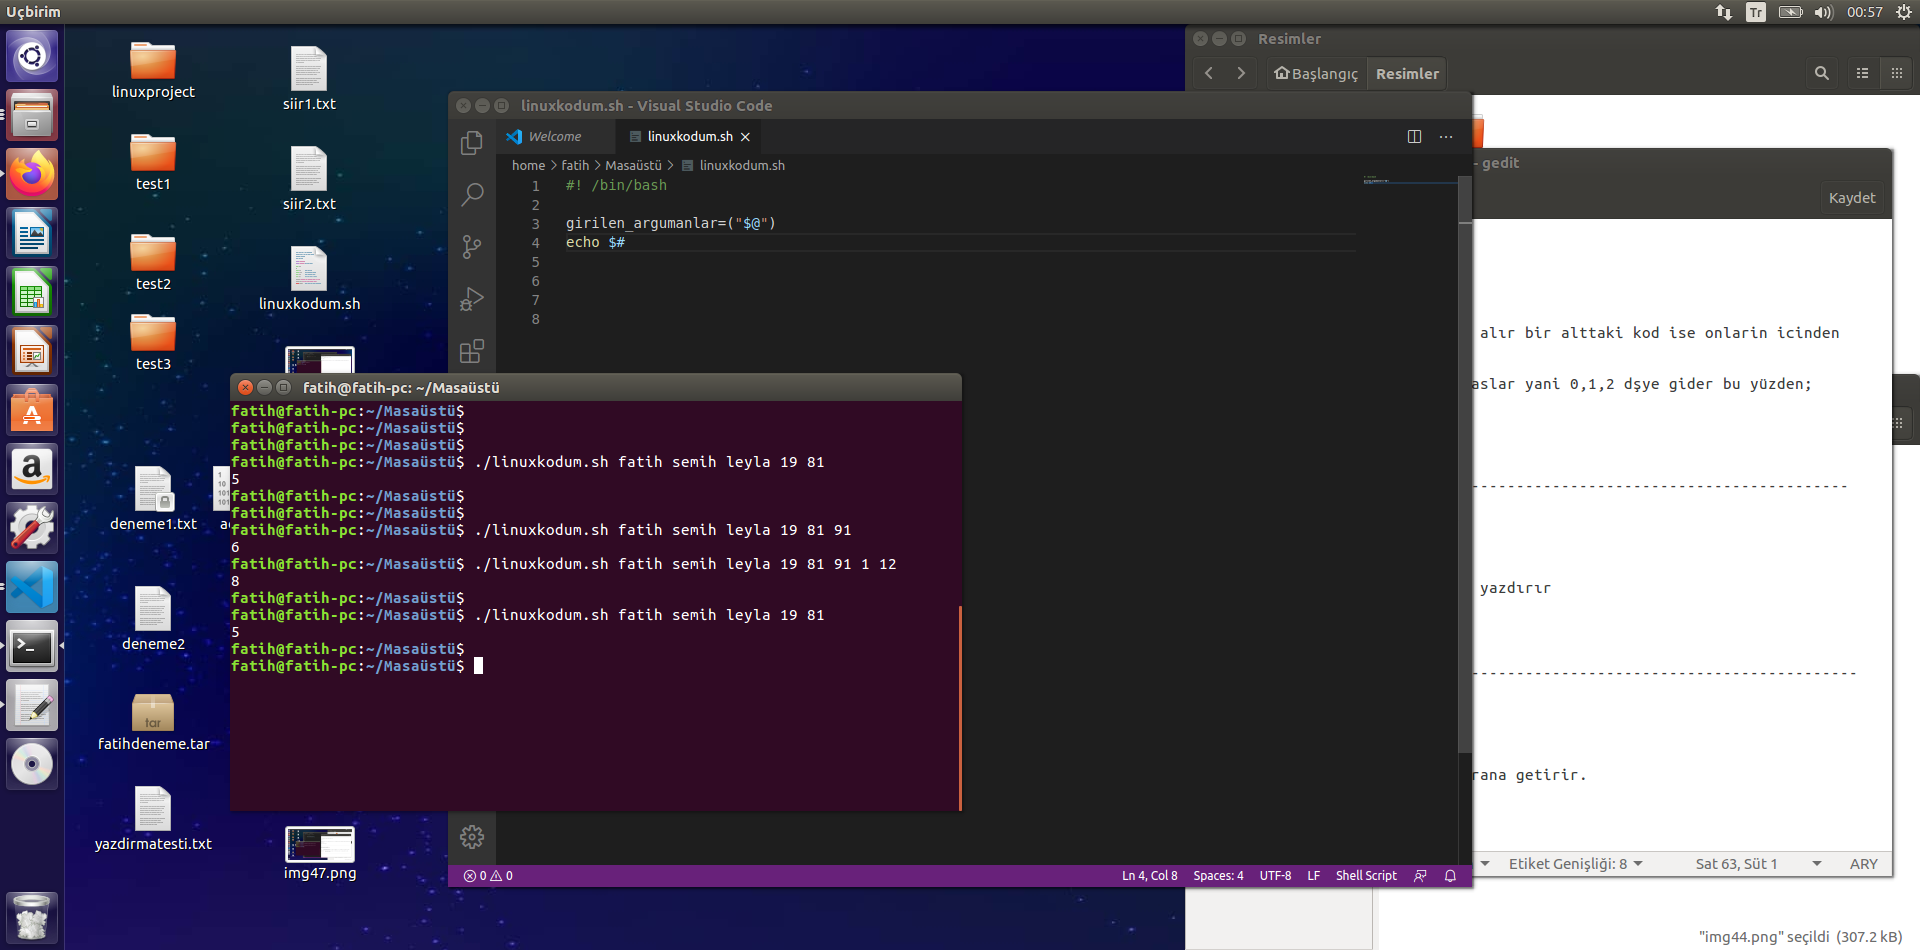 Uçbirim
Tr
00:57
linuxproject
siir1.txt
test1
siir2.txt
test2
linuxkodum.sh
test3
deneme1.txt
deneme2
tar
fatihdeneme.tar
yazdirmatesti.txt
img47.png
Resimler
Başlangıç
Resimler
linuxkodum.sh - Visual Studio Code
Welcome
linuxkodum.sh
home > fatih > Masaüstü > linuxkodum.sh
1 #! /bin/bash
2
3 girilen_argumanlar=("$@")
4 echo $#
5
6
7
8
0 0
Ln 4, Col 8 Spaces: 4 UTF-8 LF Shell Script
fatih@fatih-pc: ~/Masaüstü
fatih@fatih-pc:~/Masaüstü$
fatih@fatih-pc:~/Masaüstü$
fatih@fatih-pc:~/Masaüstü$
fatih@fatih-pc:~/Masaüstü$ ./linuxkodum.sh fatih semih leyla 19 81
5
fatih@fatih-pc:~/Masaüstü$
fatih@fatih-pc:~/Masaüstü$
fatih@fatih-pc:~/Masaüstü$ ./linuxkodum.sh fatih semih leyla 19 81 91
6
fatih@fatih-pc:~/Masaüstü$ ./linuxkodum.sh fatih semih leyla 19 81 91 1 12
8
fatih@fatih-pc:~/Masaüstü$
fatih@fatih-pc:~/Masaüstü$ ./linuxkodum.sh fatih semih leyla 19 81
5
fatih@fatih-pc:~/Masaüstü$
fatih@fatih-pc:~/Masaüstü$
- gedit
Kaydet
alır bir alttaki kod ise onlarin icinden
aslar yani 0,1,2 dşye gider bu yüzden;
------------------------------------------
yazdırır
-------------------------------------------
rana getirir.
Etiket Genişliği: 8 Sat 63, Süt 1 ARY
"img44.png" seçildi (307.2 kB)